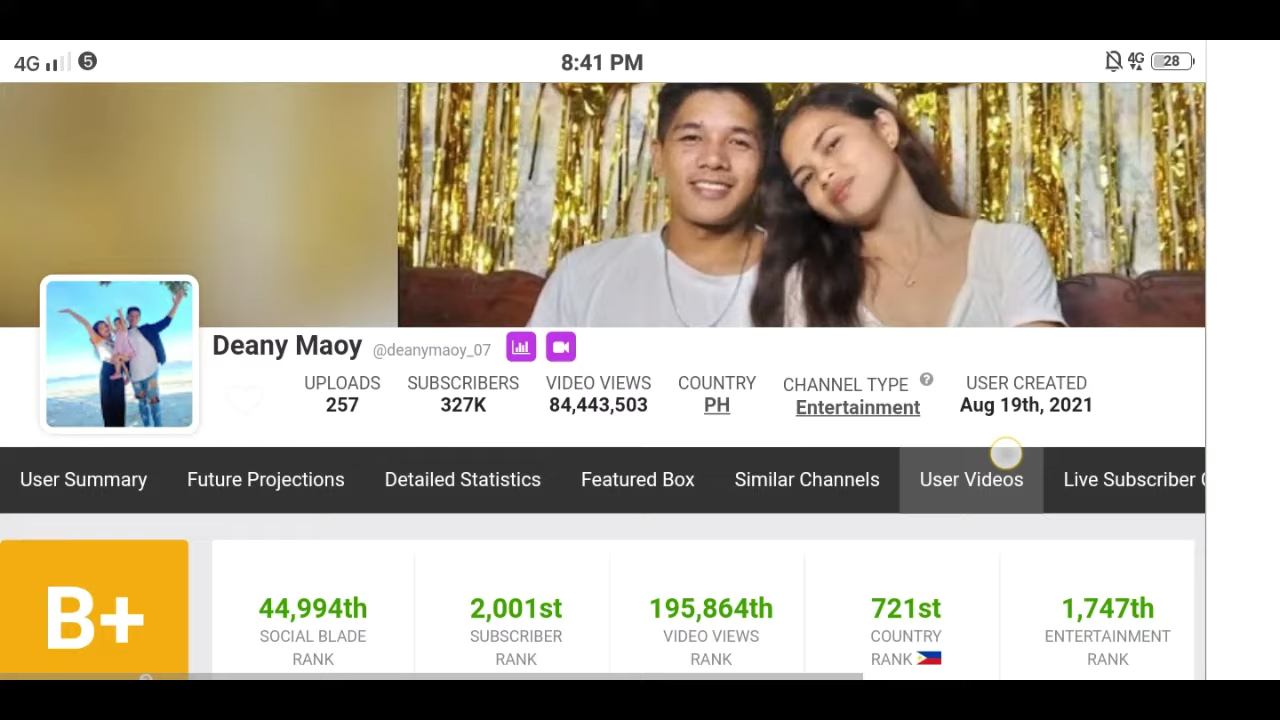 4G 5 8:41 PM 4G 28
Deany Maoy @deanymaoy_07
UPLOADS SUBSCRIBERS VIDEO VIEWS COUNTRY CHANNEL TYPE ? USER CREATED
257 327K 84,443,503 PH Entertainment Aug 19th, 2021
User Summary Future Projections Detailed Statistics Featured Box Similar Channels User Videos Live Subscriber C
B+
44,994th 2,001st 195,864th 721st 1,747th
SOCIAL BLADE SUBSCRIBER VIDEO VIEWS COUNTRY ENTERTAINMENT
RANK RANK RANK RANK RANK